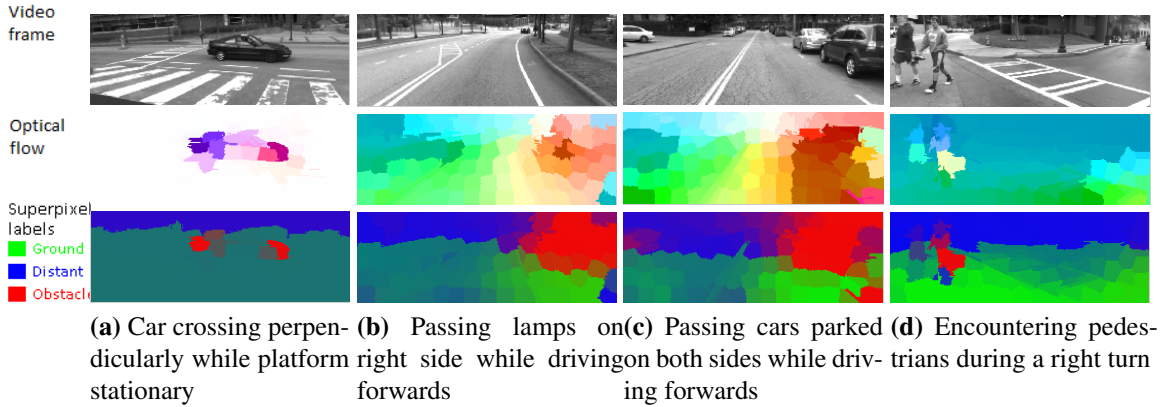 Video
frame
Optical
flow
Superpixel
labels
Ground
Distant
Obstacle
(a) Car crossing perpen-
dicularly while platform
stationary
(b) Passing lamps on
right side while driving
forwards
(c) Passing cars parked
on both sides while driv-
ing forwards
(d) Encountering pedes-
trians during a right turn